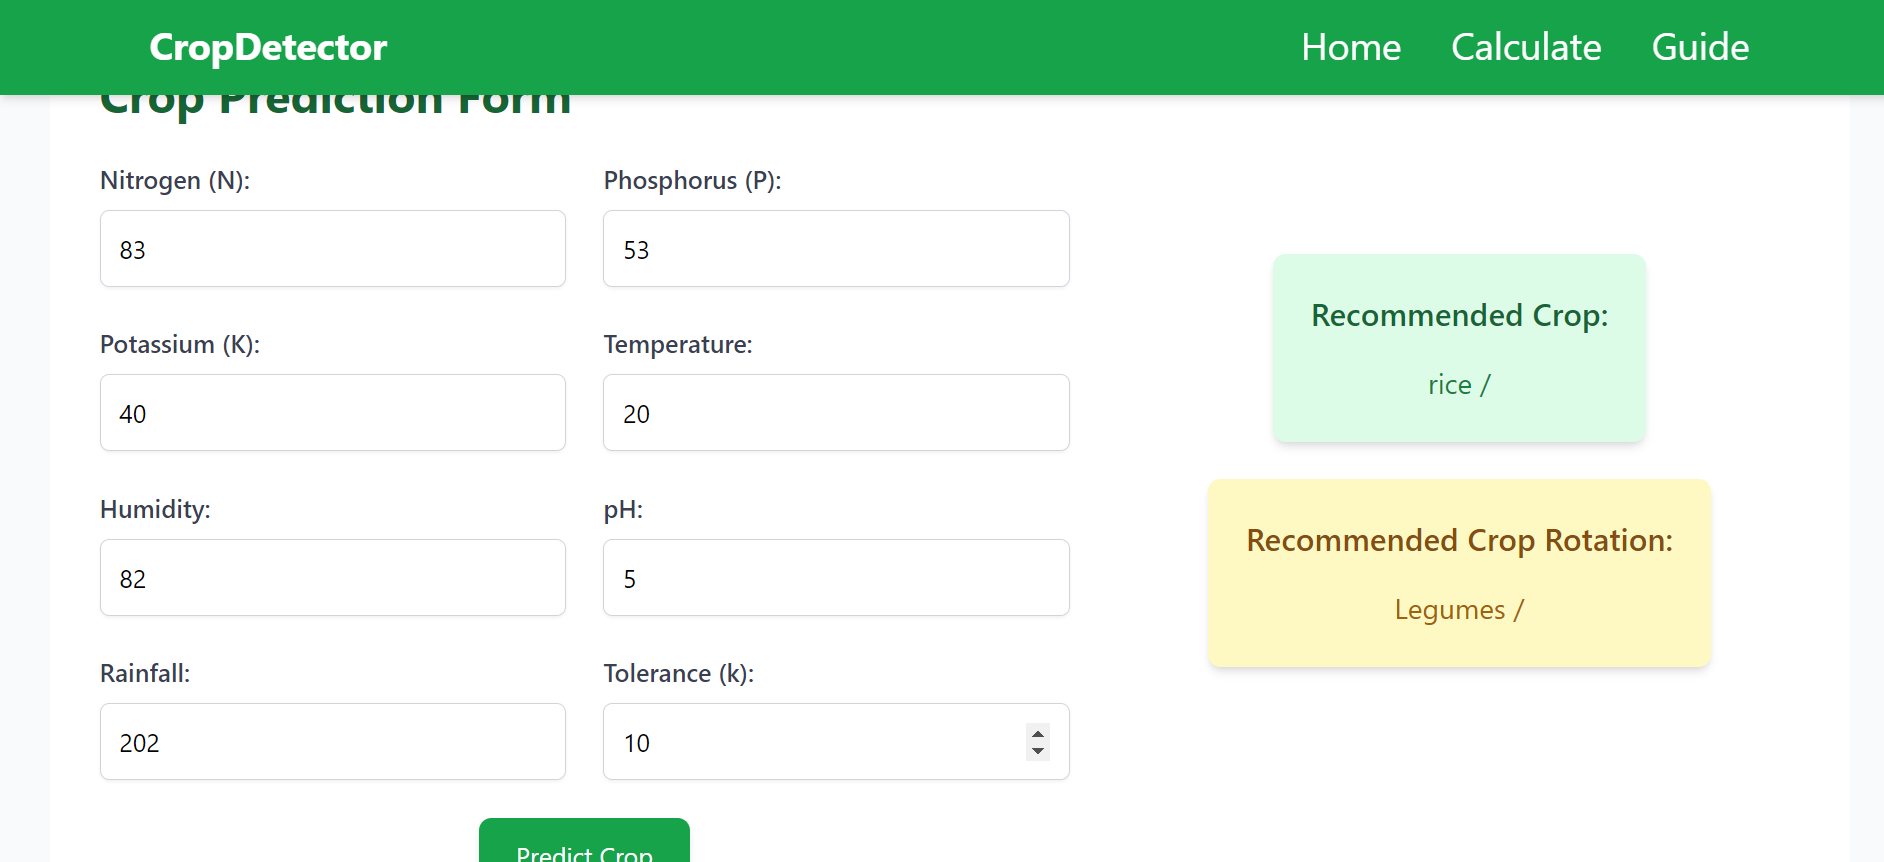 CropDetector
Home Calculate Guide
Crop Prediction Form
Nitrogen (N): Phosphorus (P):
83 53
Potassium (K): Temperature:
40 20
Humidity: pH:
82 5
Rainfall: Tolerance (k):
202 10
Predict Crop
Recommended Crop:
rice /
Recommended Crop Rotation:
Legumes /